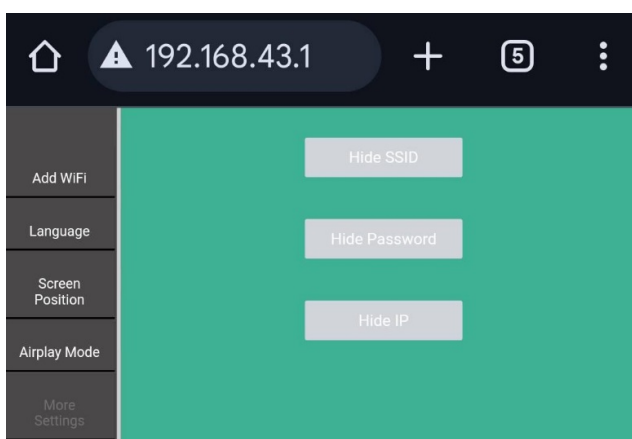 192.168.43.1
5
Hide SSID
Add WiFi
Language
Hide Password
Screen
Position
Hide IP
Airplay Mode
More
Settings